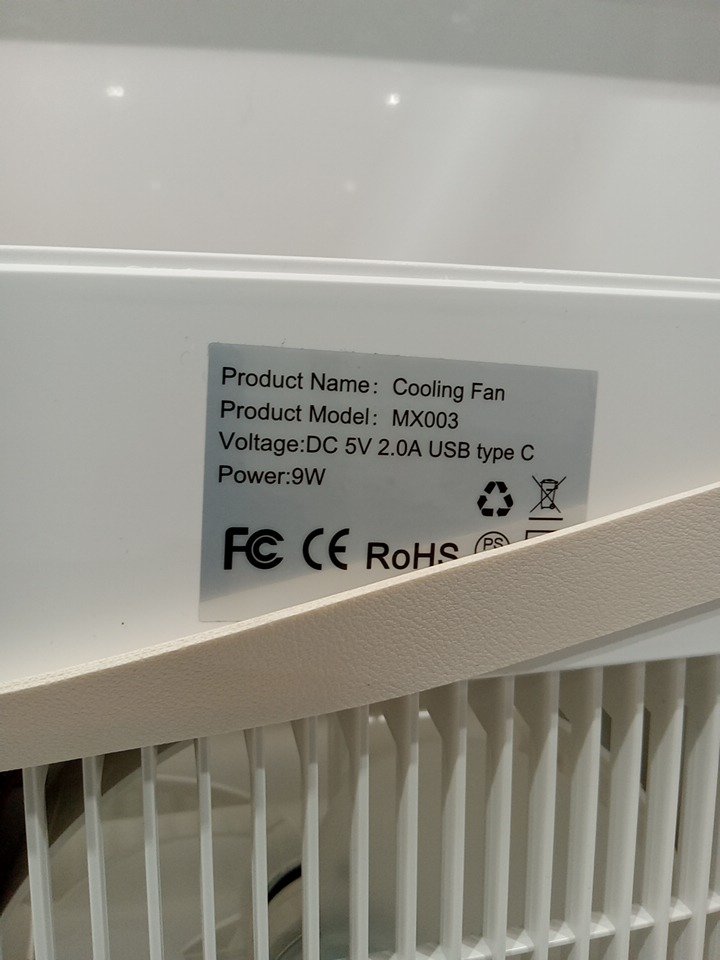 Product Name: Cooling Fan
Product Model: MX003
Voltage:DC 5V 2.0A USB type C
Power:9W
FC CE RoHS PS